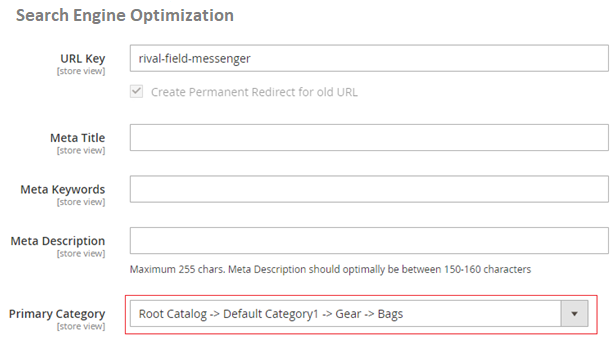 Search Engine Optimization
URL Key
[store view]
rival-field-messenger
Create Permanent Redirect for old URL
Meta Title
[store view]
Meta Keywords
[store view]
Meta Description
[store view]
Maximum 255 chars. Meta Description should optimally be between 150-160 characters
Primary Category
[store view]
Root Catalog -> Default Category1 -> Gear -> Bags